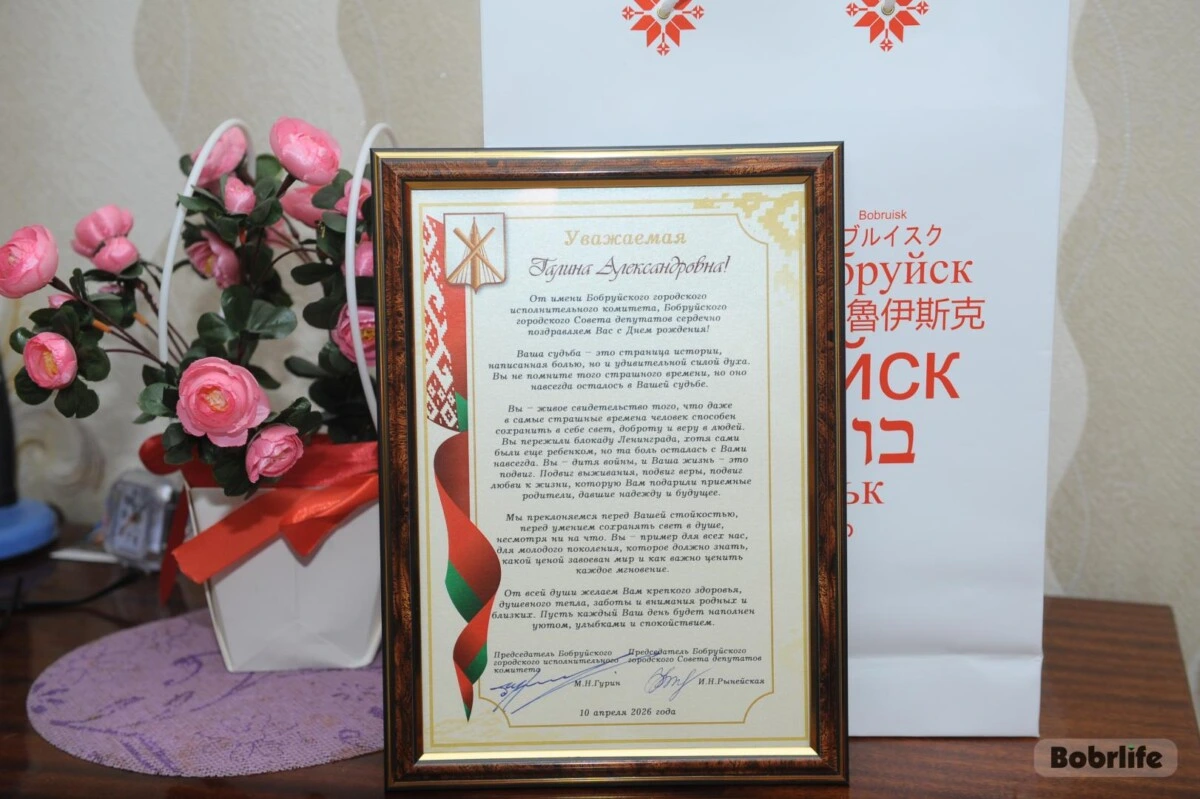 Уважаемая
Галина Александровна!
От имени Бобруйского городского
исполнительного комитета, Бобруйского
городского Совета депутатов сердечно
поздравляем Вас с Днем рождения!
Ваша судьба – это страница истории,
написанная болью, но и удивительной силой духа.
Вы не помните того страшного времени, но оно
навсегда осталось в Вашей судьбе.
Вы – живое свидетельство того, что даже
в самые страшные времена человек способен
сохранить в себе свет, доброту и веру в людей.
Вы пережили блокаду Ленинграда, хотя сами
были еще ребенком, но та боль осталась с Вами
навсегда. Вы – дитя войны, и Ваша жизнь – это
подвиг. Подвиг выживания, подвиг веры, подвиг
любви к жизни, которую Вам подарили приемные
родители, давшие надежду и будущее.
Мы преклоняемся перед Вашей стойкостью,
перед умением сохранять свет в душе,
несмотря ни на что. Вы – пример для всех нас,
для молодого поколения, которое должно знать,
какой ценой завоеван мир и как важно ценить
каждое мгновение.
От всей души желаем Вам крепкого здоровья,
душевного тепла, заботы и внимания родных и
близких. Пусть каждый Ваш день будет наполнен
уютом, улыбками и спокойствием.
Председатель Бобруйского
городского исполнительного
комитета
М.Н.Гурин
Председатель Бобруйского
городского Совета депутатов
И.Н.Рынейская
10 апреля 2026 года
Bobruisk
ブルイスク
бруйск
魯伊斯克
йск
ьк
Bobrlife